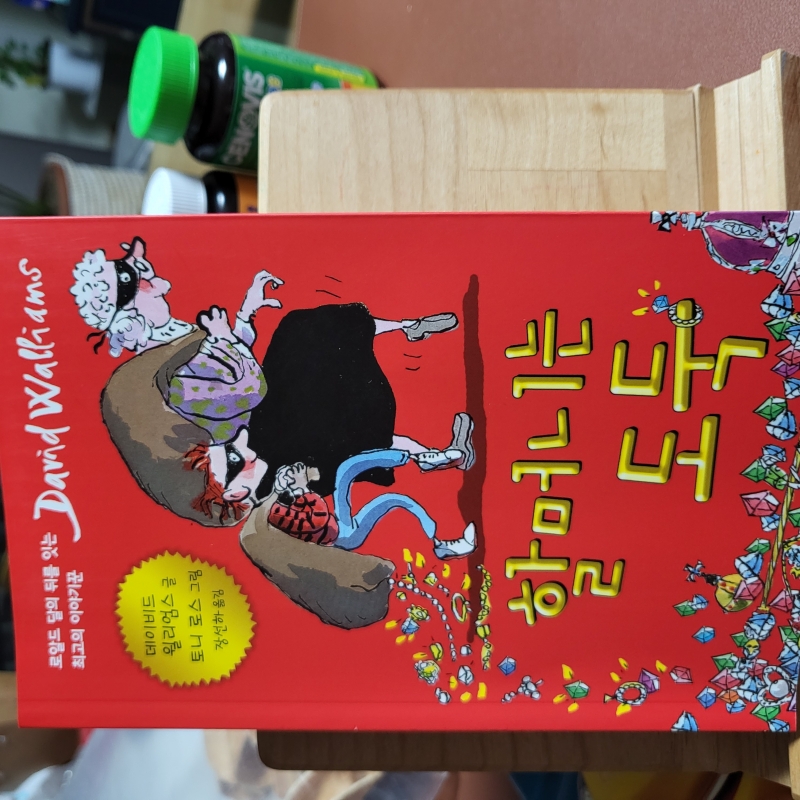 로알드 달의 뒤를 잇는
최고의 이야기꾼
David Walliams
데이비드
윌리엄스 글
토니 로스 그림
장선하 옮김
할머니는
도둑
CENOVIS